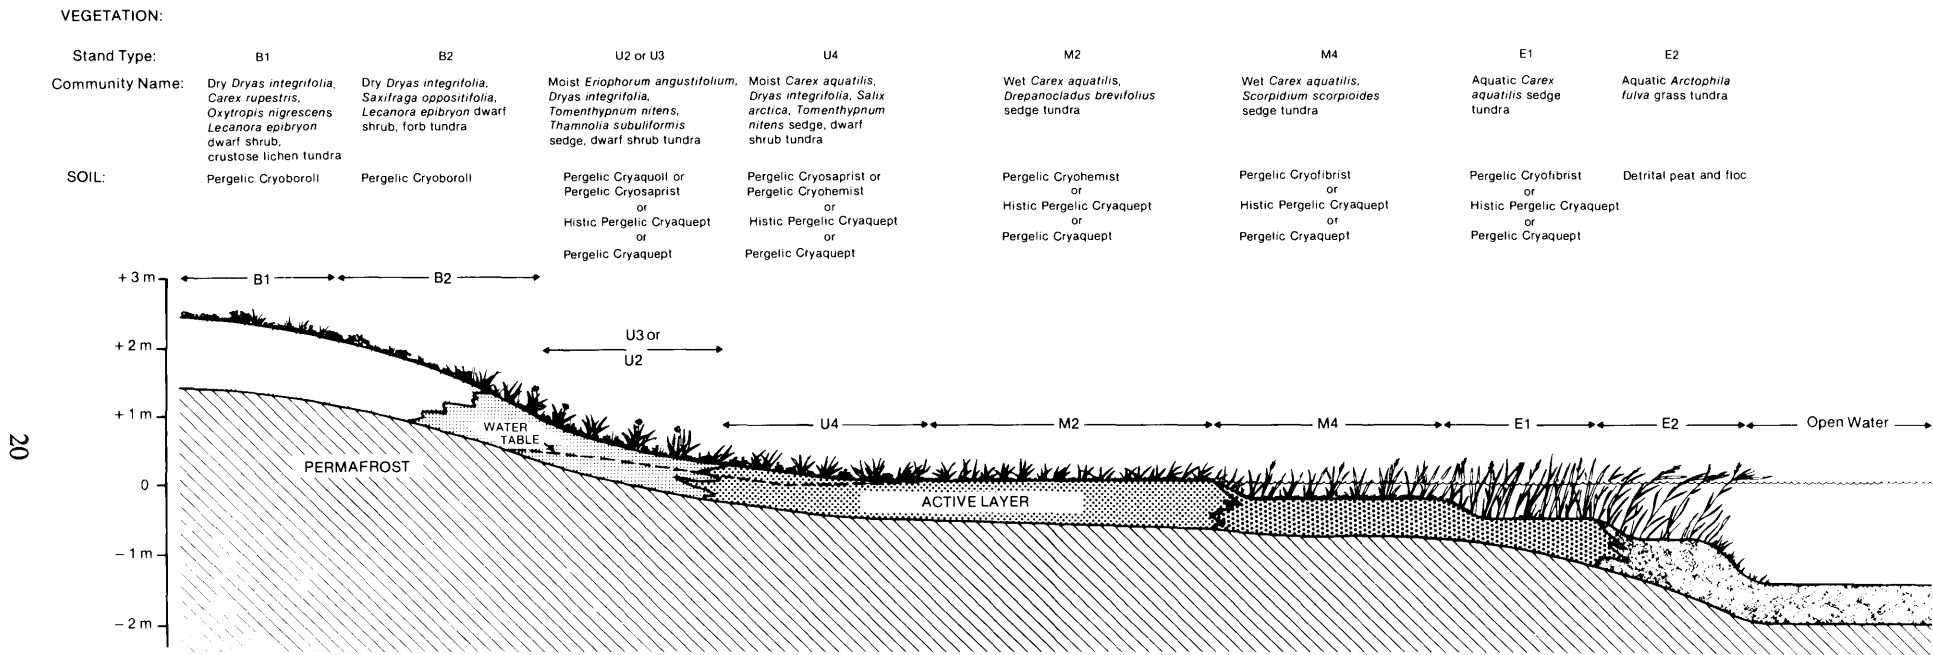 VEGETATION:
Stand Type: B1 B2 U2 or U3 U4 M2 M4 E1 E2
Community Name:
Dry Dryas integrifolia,
Carex rupestris,
Oxytropis nigrescens
Lecanora epibryon
dwarf shrub,
crustose lichen tundra
Dry Dryas integrifolia,
Saxifraga oppositifolia,
Lecanora epibryon dwarf
shrub, forb tundra
Moist Eriophorum angustifolium,
Dryas integrifolia,
Tomenthypnum nitens,
Thamnolia subuliformis
sedge, dwarf shrub tundra
Moist Carex aquatilis,
Dryas integrifolia, Salix
arctica, Tomenthypnum
nitens sedge, dwarf
shrub tundra
Wet Carex aquatilis,
Drepanocladus brevifolius
sedge tundra
Wet Carex aquatilis,
Scorpidium scorpioides
sedge tundra
Aquatic Carex
aquatilis sedge
tundra
Aquatic Arctophila
fulva grass tundra
SOIL:
Pergelic Cryoboroll
Pergelic Cryoboroll
Pergelic Cryaquoll or
Pergelic Cryosaprist
or
Histic Pergelic Cryaquept
or
Pergelic Cryaquept
Pergelic Cryosaprist or
Pergelic Cryohemist
or
Histic Pergelic Cryaquept
or
Pergelic Cryaquept
Pergelic Cryohemist
or
Histic Pergelic Cryaquept
or
Pergelic Cryaquept
Pergelic Cryofibrist
or
Histic Pergelic Cryaquept
or
Pergelic Cryaquept
Pergelic Cryofibrist
or
Histic Pergelic Cryaquept
or
Pergelic Cryaquept
Detrital peat and floc
+3 m
B1
B2
U3 or
U2
+2 m
+1 m
U4
M2
M4
E1
E2
Open Water
WATER
TABLE
PERMAFROST
0
ACTIVE LAYER
-1 m
-2 m
20